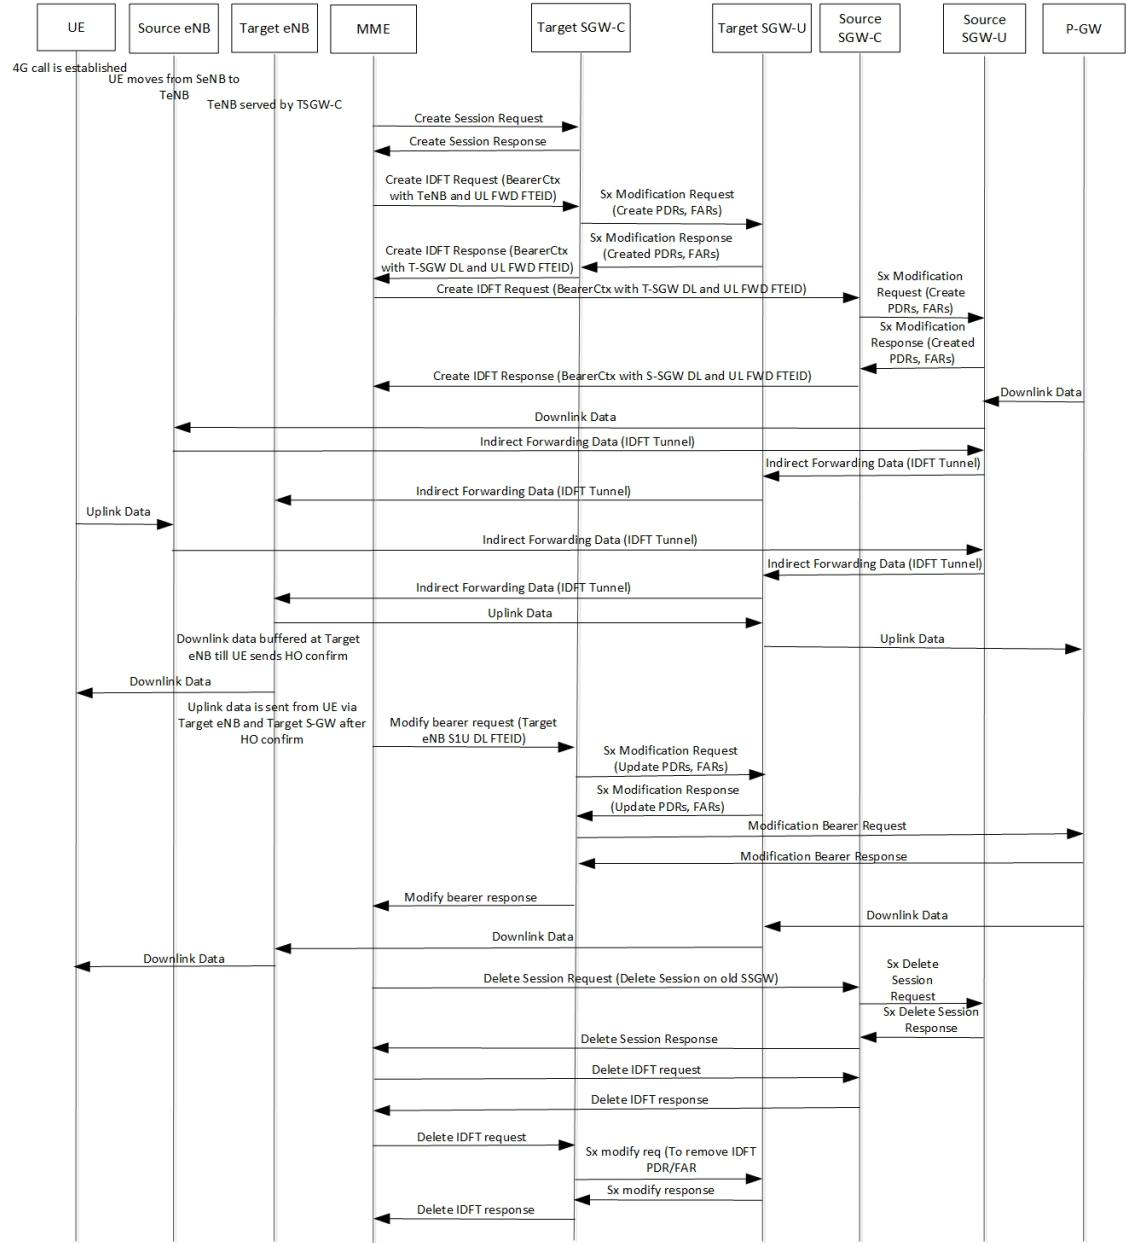 UE
Source eNB
Target eNB
MME
Target SGW-C
Target SGW-U
Source
SGW-C
Source
SGW-U
P-GW
4G call is established
UE moves from SeNB to
TeNB
TeNB served by TSGW-C
Create Session Request
Create Session Response
Create IDFT Request (BearerCtx
with TeNB and UL FWD FTEID)
Sx Modification Request
(Create PDRs, FARs)
Sx Modification Response
(Created PDRs, FARs)
Create IDFT Response (BearerCtx
with T-SGW DL and UL FWD FTEID)
Create IDFT Request (BearerCtx with T-SGW DL and UL FWD FTEID)
Sx Modification
Request (Create
PDRs, FARs)
Sx Modification
Response (Created
PDRs, FARs)
Create IDFT Response (BearerCtx with S-SGW DL and UL FWD FTEID)
Downlink Data
Downlink Data
Indirect Forwarding Data (IDFT Tunnel)
Indirect Forwarding Data (IDFT Tunnel)
Indirect Forwarding Data (IDFT Tunnel)
Uplink Data
Indirect Forwarding Data (IDFT Tunnel)
Indirect Forwarding Data (IDFT Tunnel)
Indirect Forwarding Data (IDFT Tunnel)
Uplink Data
Uplink Data
Downlink data buffered at Target
eNB till UE sends HO confirm
Downlink Data
Uplink data is sent from UE via
Target eNB and Target S-GW after
HO confirm
Modify bearer request (Target
eNB S1U DL FTEID)
Sx Modification Request
(Update PDRs, FARs)
Sx Modification Response
(Update PDRs, FARs)
Modification Bearer Request
Modification Bearer Response
Modify bearer response
Downlink Data
Downlink Data
Downlink Data
Delete Session Request (Delete Session on old SSGW)
Sx Delete
Session
Request
Sx Delete Session
Response
Delete Session Response
Delete IDFT request
Delete IDFT response
Delete IDFT request
Sx modify req (To remove IDFT
PDR/FAR
Sx modify response
Delete IDFT response